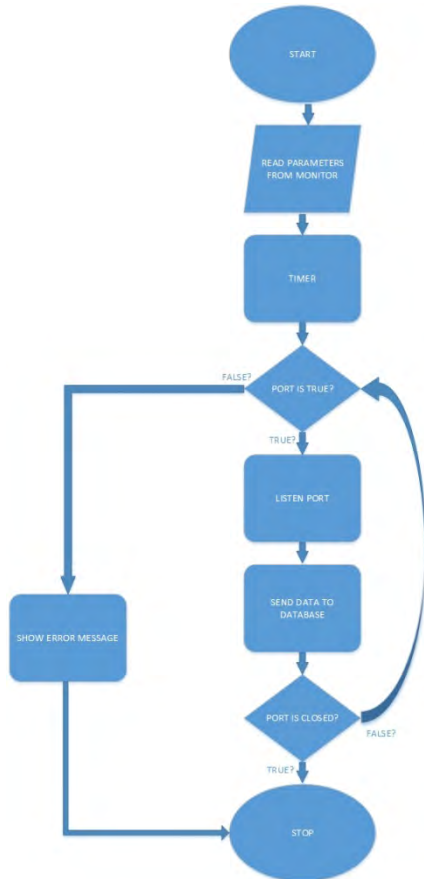 START
READ PARAMETERS
FROM MONITOR
TIMER
FALSE?
PORT IS TRUE?
TRUE?
LISTEN PORT
SEND DATA TO
DATABASE
SHOW ERROR MESSAGE
PORT IS CLOSED?
FALSE?
TRUE?
STOP